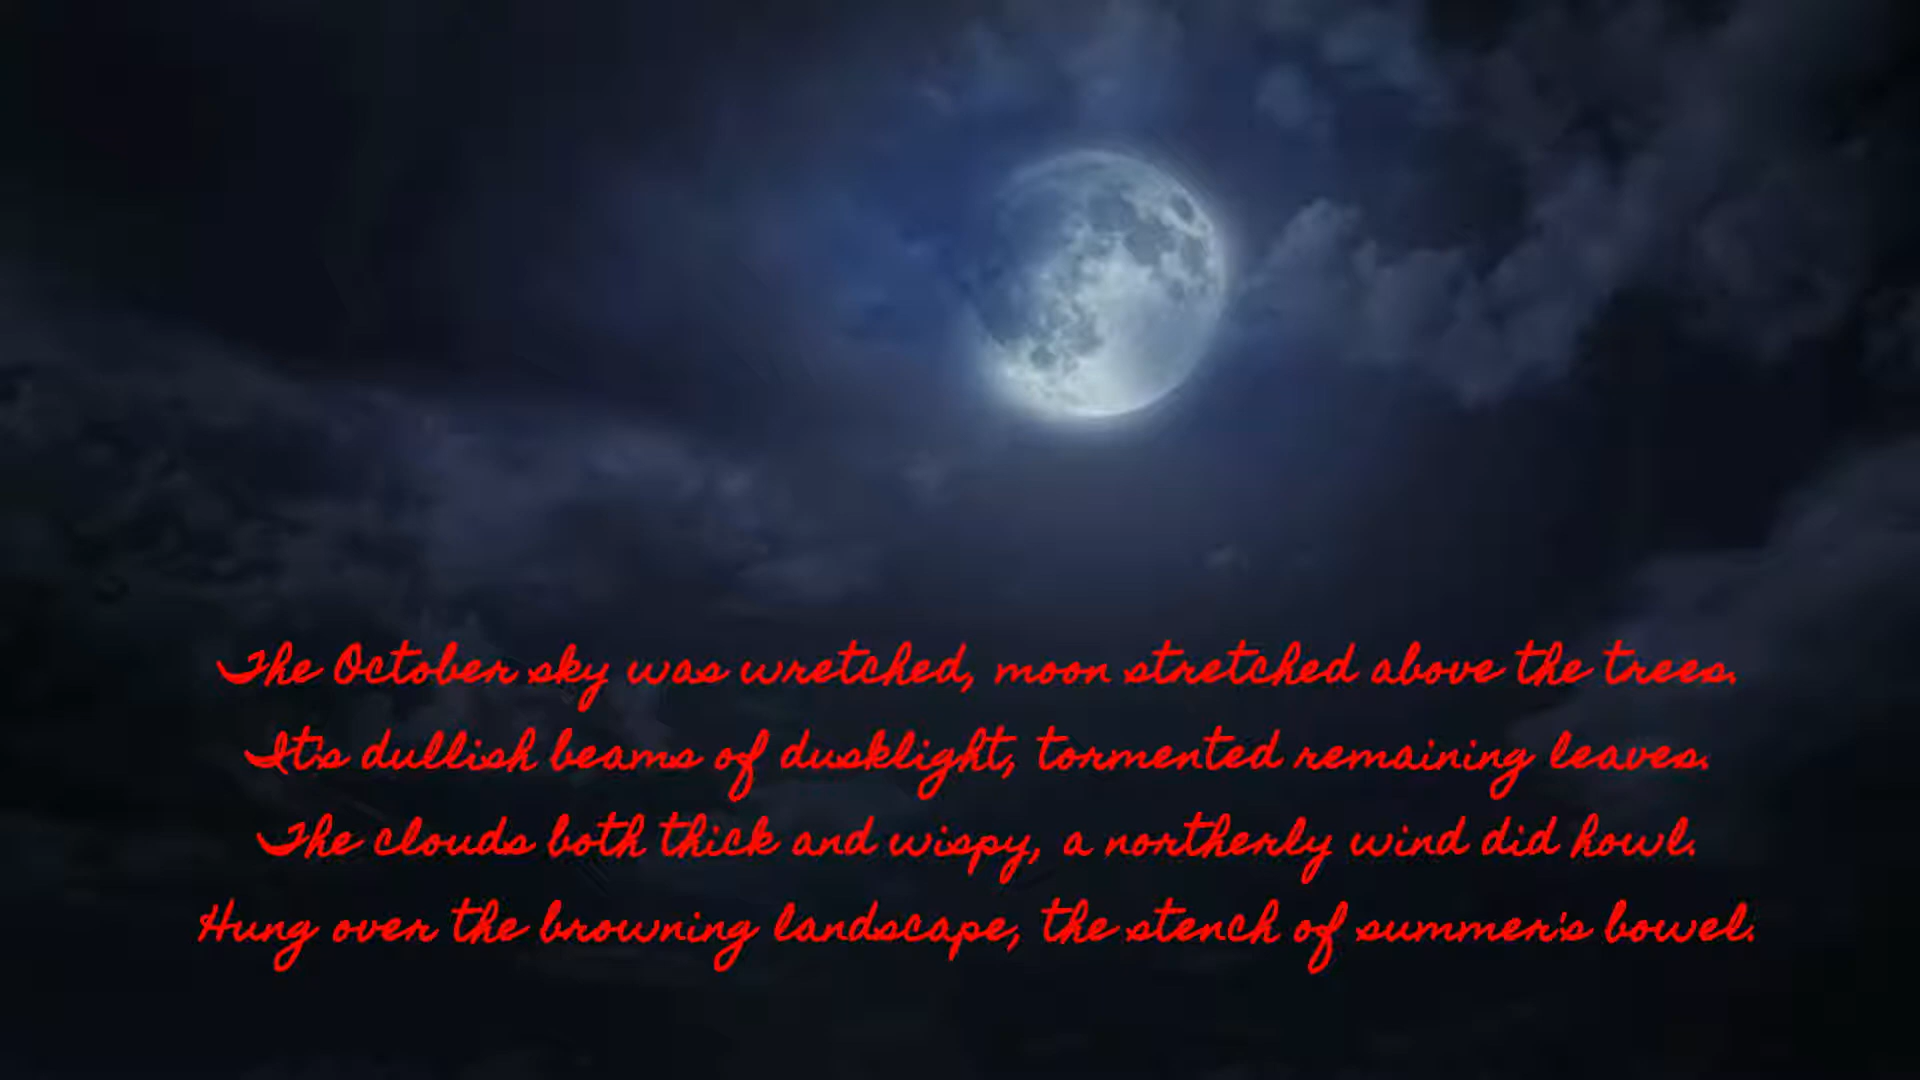 The October sky was wretched, moon stretched above the trees.
It's dullish beams of dusklight, tormented remaining leaves.
The clouds both thick and wispy, a northerly wind did howl.
Hung over the browning landscape, the stench of summer's bowel.